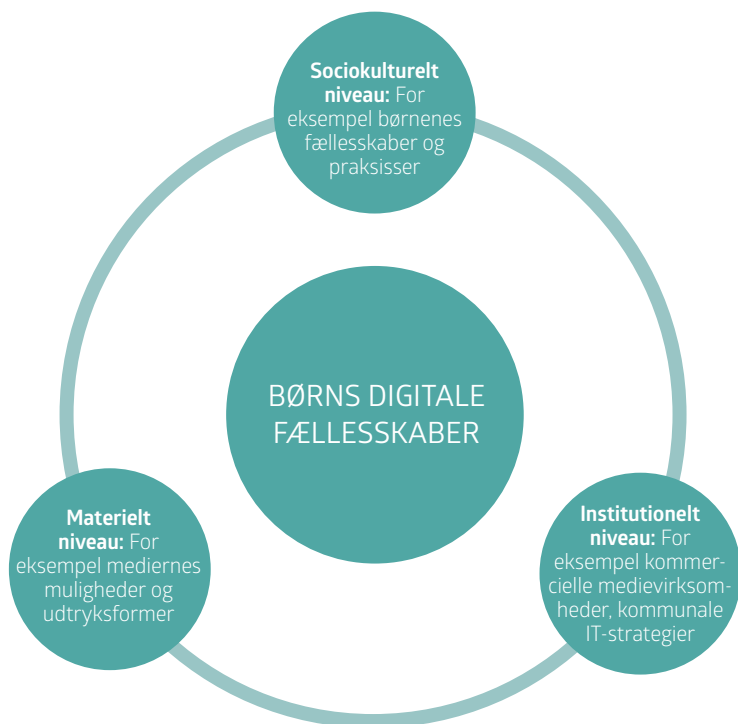 Sociokulturelt
niveau: For
eksempel børnenes
fællesskaber og
praksisser
BØRNS DIGITALE
FÆLLESSKABER
Materielt
niveau: For
eksempel mediernes
muligheder og
udtryksformer
Institutionelt
niveau: For
eksempel kommer-
cielle medievirksom-
heder, kommunale
IT-strategier